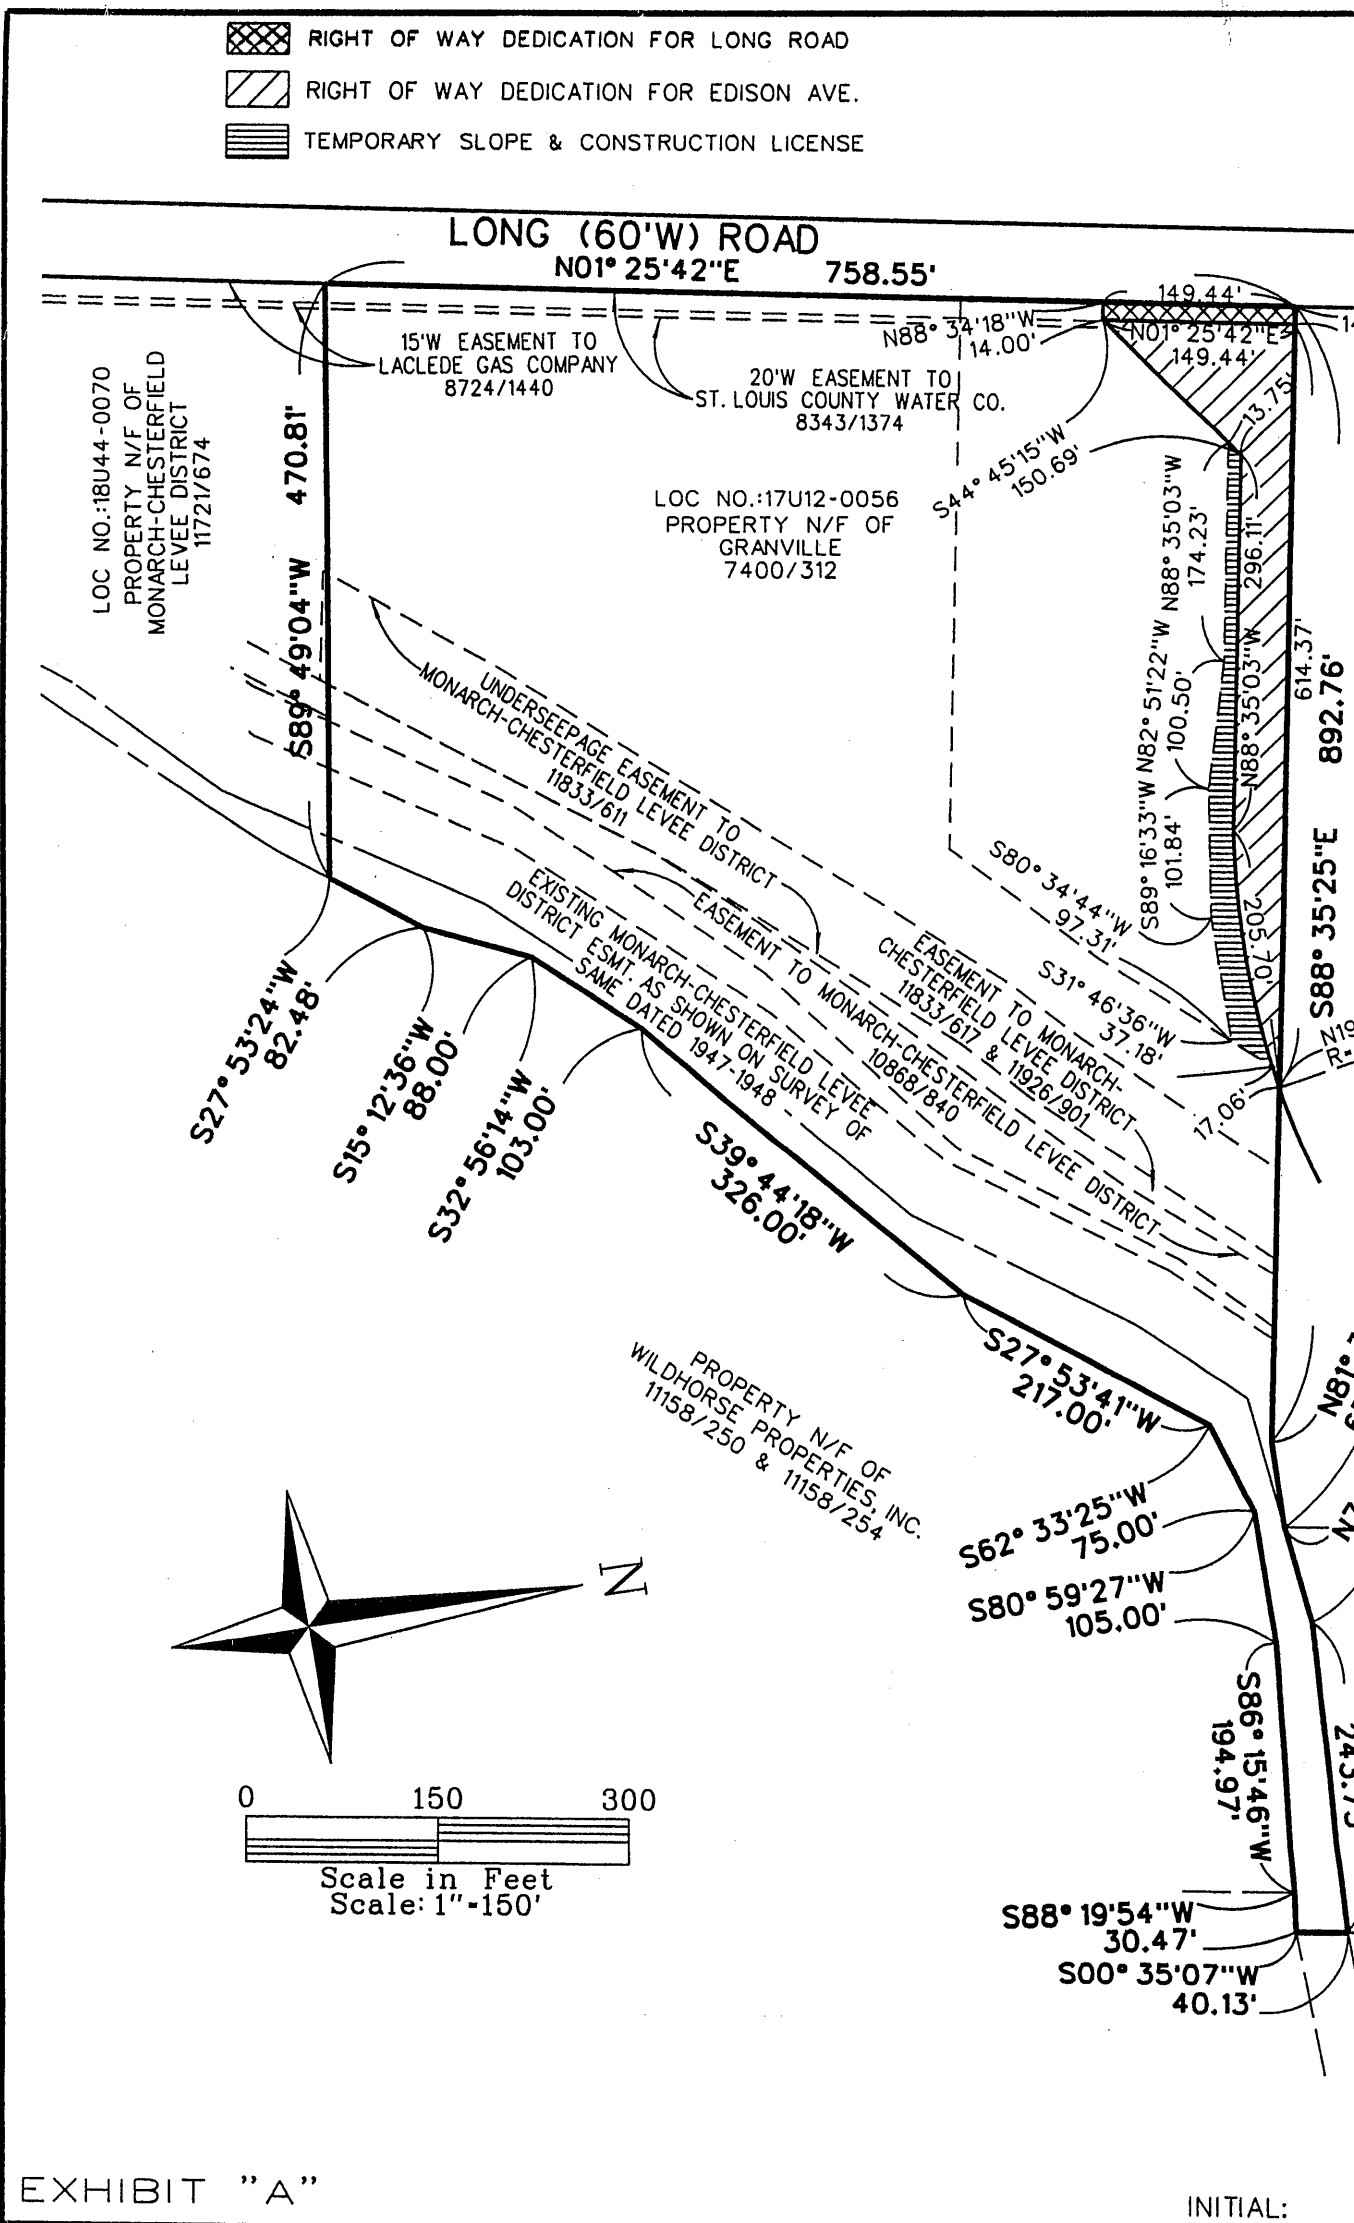 RIGHT OF WAY DEDICATION FOR LONG ROAD
RIGHT OF WAY DEDICATION FOR EDISON AVE.
TEMPORARY SLOPE & CONSTRUCTION LICENSE
LONG (60'W) ROAD
N01° 25'42"E 758.55'
149.44'
N88° 34'18"W
14.00'
N01° 25'42"E
149.44'
14
15'W EASEMENT TO
LACLEDE GAS COMPANY
8724/1440
20'W EASEMENT TO
ST. LOUIS COUNTY WATER CO.
8343/1374
13.75'
S44° 45'15"W
150.69'
LOC NO.:18U44-0070
PROPERTY N/F OF
MONARCH-CHESTERFIELD
LEVEE DISTRICT
11721/674
S89° 49'04"W 470.81'
LOC NO.:17U12-0056
PROPERTY N/F OF
GRANVILLE
7400/312
N88° 35'03"W
174.23'
296.11'
N88° 35'03"W
N82° 51'22"W
100.50'
S89° 16'33"W
101.84'
614.37'
S88° 35'25"E 892.76'
205.70'
UNDERSEEPAGE EASEMENT TO
MONARCH-CHESTERFIELD LEVEE DISTRICT
11833/611
S80° 34'44"W
97.31'
S31° 46'36"W
37.18'
17.06'
N19
R=
EASEMENT TO MONARCH-
CHESTERFIELD LEVEE DISTRICT
11833/617 & 11926/901
EASEMENT TO MONARCH-CHESTERFIELD LEVEE DISTRICT
10868/840
EXISTING MONARCH-CHESTERFIELD LEVEE
DISTRICT ESMT. AS SHOWN ON SURVEY OF
SAME DATED 1947-1948
S27° 53'24"W
82.48'
S15° 12'36"W
88.00'
S32° 56'14"W
103.00'
S39° 44'18"W
326.00'
S27° 53'41"W
217.00'
N81°
PROPERTY N/F OF
WILDHORSE PROPERTIES, INC.
11158/250 & 11158/254
S62° 33'25"W
75.00'
S80° 59'27"W
105.00'
N
S86° 15'46"W
194.97'
0 150 300
Scale in Feet
Scale: 1"-150'
S88° 19'54"W
30.47'
S00° 35'07"W
40.13'
EXHIBIT "A"
INITIAL: